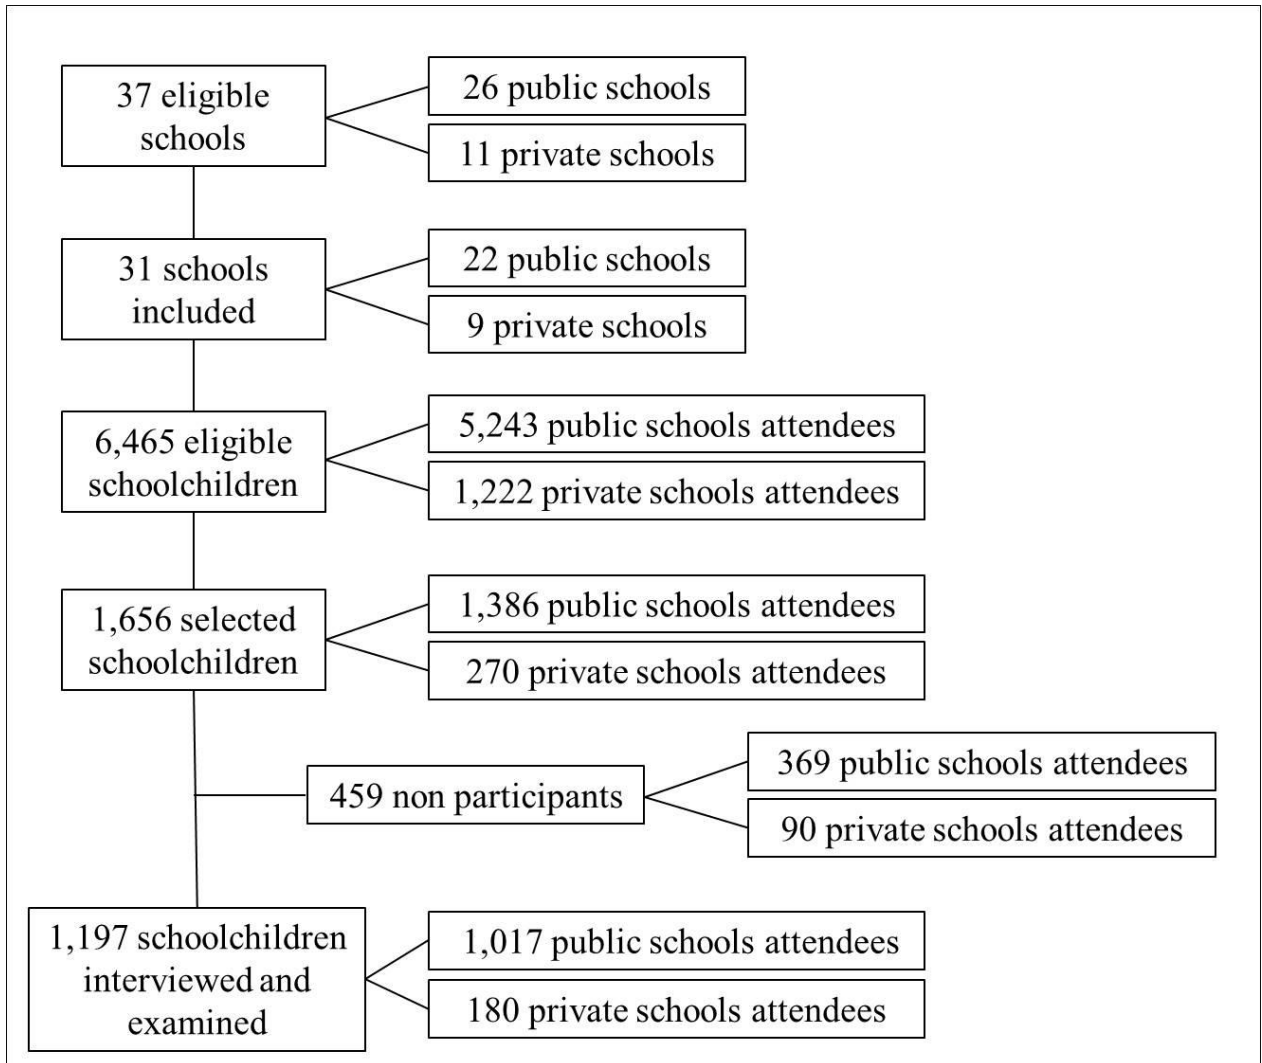 37 eligible
schools
26 public schools
11 private schools
31 schools
included
22 public schools
9 private schools
6,465 eligible
schoolchildren
5,243 public schools attendees
1,222 private schools attendees
1,656 selected
schoolchildren
1,386 public schools attendees
270 private schools attendees
459 non participants
369 public schools attendees
90 private schools attendees
1,197 schoolchildren
interviewed and
examined
1,017 public schools attendees
180 private schools attendees